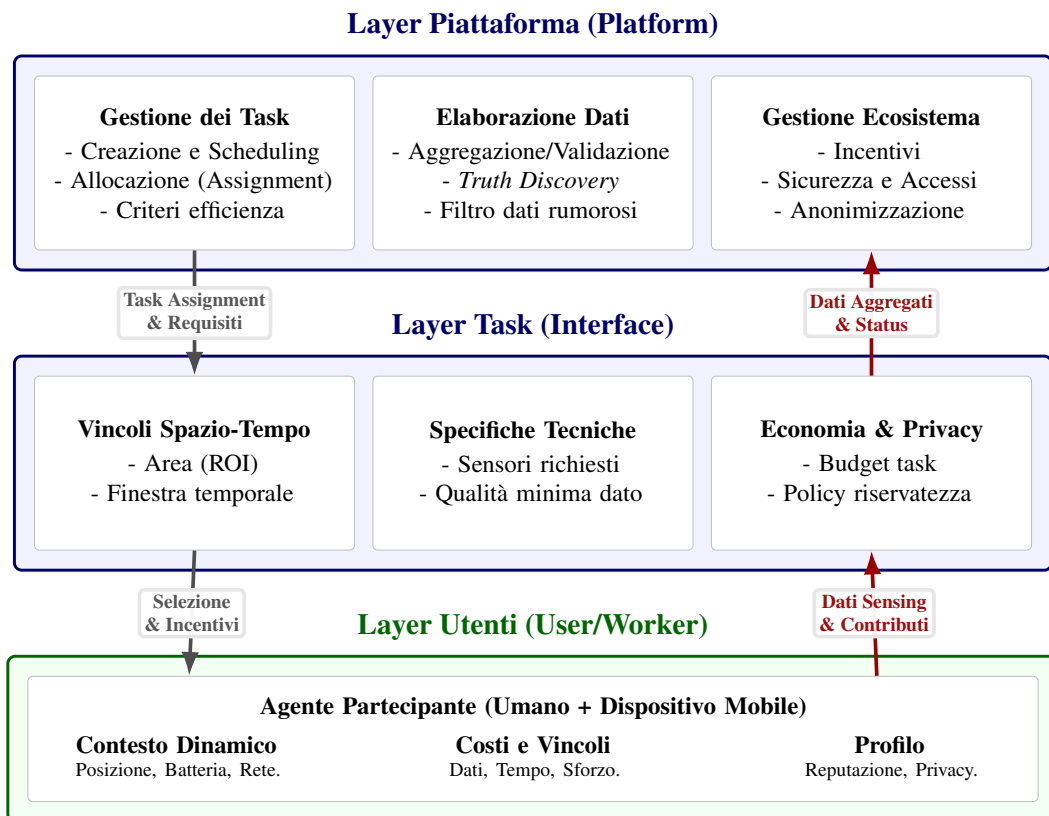 Layer Piattaforma (Platform)
Gestione dei Task
- Creazione e Scheduling
- Allocazione (Assignment)
- Criteri efficienza
Elaborazione Dati
- Aggregazione/Validazione
- Truth Discovery
- Filtro dati rumorosi
Gestione Ecosistema
- Incentivi
- Sicurezza e Accessi
- Anonimizzazione
Task Assignment
& Requisiti
Dati Aggregati
& Status
Layer Task (Interface)
Vincoli Spazio-Tempo
- Area (ROI)
- Finestra temporale
Specifiche Tecniche
- Sensori richiesti
- Qualità minima dato
Economia & Privacy
- Budget task
- Policy riservatezza
Selezione
& Incentivi
Dati Sensing
& Contributi
Layer Utenti (User/Worker)
Agente Partecipante (Umano + Dispositivo Mobile)
Contesto Dinamico
Posizione, Batteria, Rete.
Costi e Vincoli
Dati, Tempo, Sforzo.
Profilo
Reputazione, Privacy.